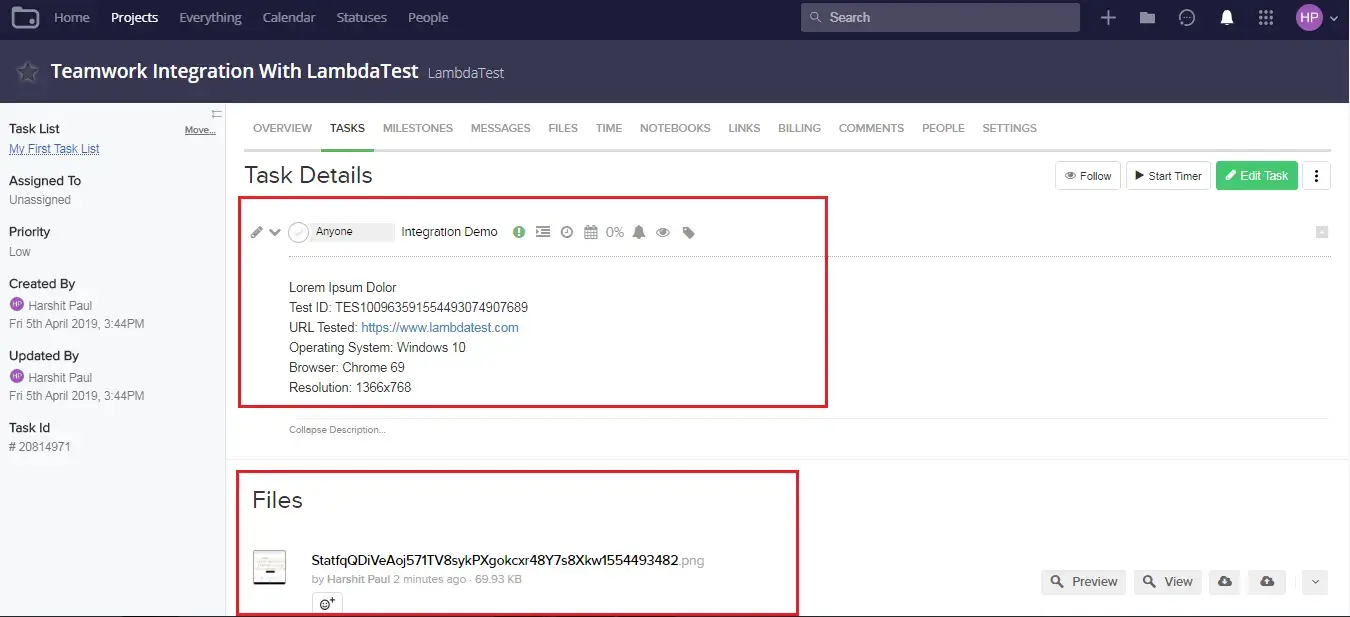 Home Projects Everything Calendar Statuses People Search HP
Teamwork Integration With LambdaTest LambdaTest
Task List Move...
My First Task List
Assigned To
Unassigned
Priority
Low
Created By
HP Harshit Paul
Fri 5th April 2019, 3:44PM
Updated By
HP Harshit Paul
Fri 5th April 2019, 3:44PM
Task Id
# 20814971
OVERVIEW TASKS MILESTONES MESSAGES FILES TIME NOTEBOOKS LINKS BILLING COMMENTS PEOPLE SETTINGS
Task Details Follow Start Timer Edit Task
Anyone Integration Demo 0%
Lorem Ipsum Dolor
Test ID: TES100963591554493074907689
URL Tested: https://www.lambdatest.com
Operating System: Windows 10
Browser: Chrome 69
Resolution: 1366x768
Collapse Description...
Files
StatfqQDiVeAoj571TV8sykPXgokcxr48Y7s8Xkw1554493482.png
by Harshit Paul 2 minutes ago · 69.93 KB
Preview View